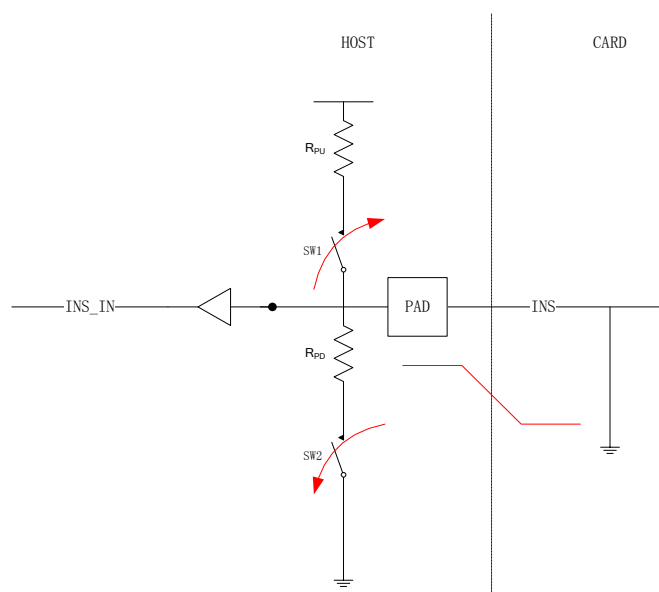 HOST
CARD
RPU
SW1
INS_IN
PAD
INS
RPD
SW2